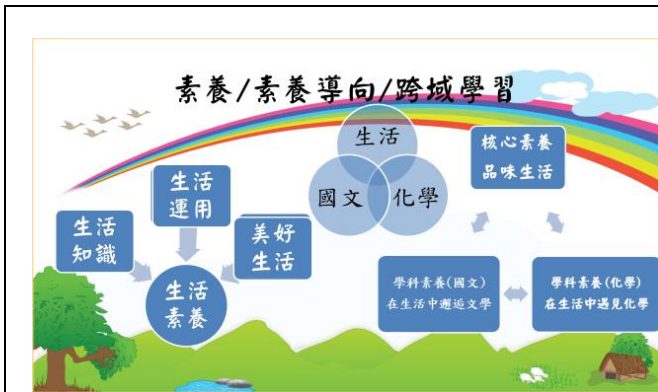 素養/素養導向/跨域學習
生活
運用
生活
知識
美好
生活
生活
素養
生活
國文
化學
核心素養
品味生活
學科素養(國文)
在生活中邂逅文學
學科素養(化學)
在生活中遇見化學